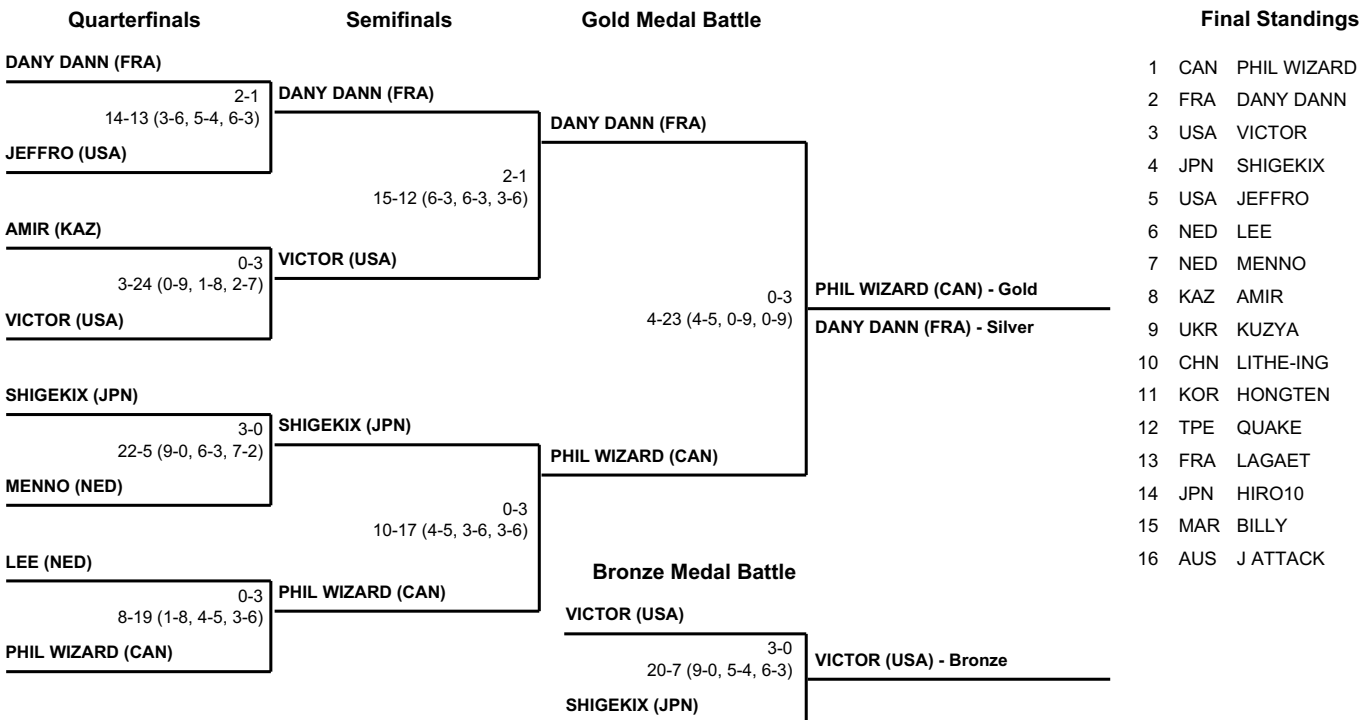 Quarterfinals Semifinals Gold Medal Battle Final Standings
DANY DANN (FRA)
2-1
14-13 (3-6, 5-4, 6-3)
JEFFRO (USA)
AMIR (KAZ)
0-3
3-24 (0-9, 1-8, 2-7)
VICTOR (USA)
SHIGEKIX (JPN)
3-0
22-5 (9-0, 6-3, 7-2)
MENNO (NED)
LEE (NED)
0-3
8-19 (1-8, 4-5, 3-6)
PHIL WIZARD (CAN)
DANY DANN (FRA)
2-1
15-12 (6-3, 6-3, 3-6)
VICTOR (USA)
SHIGEKIX (JPN)
0-3
10-17 (4-5, 3-6, 3-6)
PHIL WIZARD (CAN)
DANY DANN (FRA)
0-3
4-23 (4-5, 0-9, 0-9)
PHIL WIZARD (CAN)
PHIL WIZARD (CAN) - Gold
DANY DANN (FRA) - Silver
Bronze Medal Battle
VICTOR (USA)
3-0
20-7 (9-0, 5-4, 6-3)
SHIGEKIX (JPN)
VICTOR (USA) - Bronze
1 CAN PHIL WIZARD
2 FRA DANY DANN
3 USA VICTOR
4 JPN SHIGEKIX
5 USA JEFFRO
6 NED LEE
7 NED MENNO
8 KAZ AMIR
9 UKR KUZYA
10 CHN LITHE-ING
11 KOR HONGTEN
12 TPE QUAKE
13 FRA LAGAET
14 JPN HIRO10
15 MAR BILLY
16 AUS J ATTACK